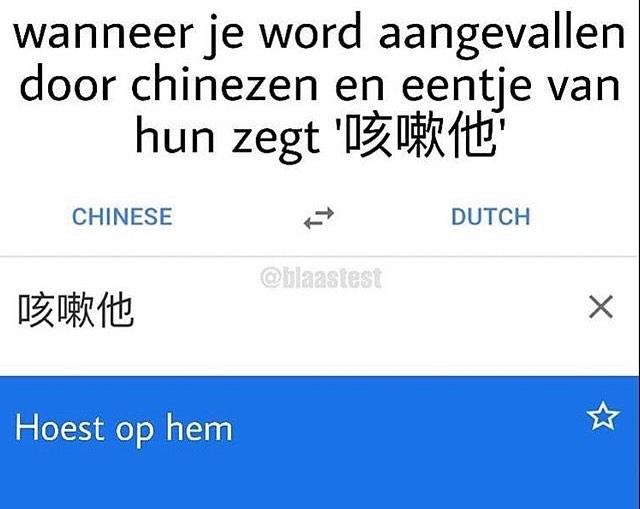 wanneer je word aangevallen
door chinezen en eentje van
hun zegt '咳嗽他'
CHINESE DUTCH
@blaastest
咳嗽他
Hoest op hem